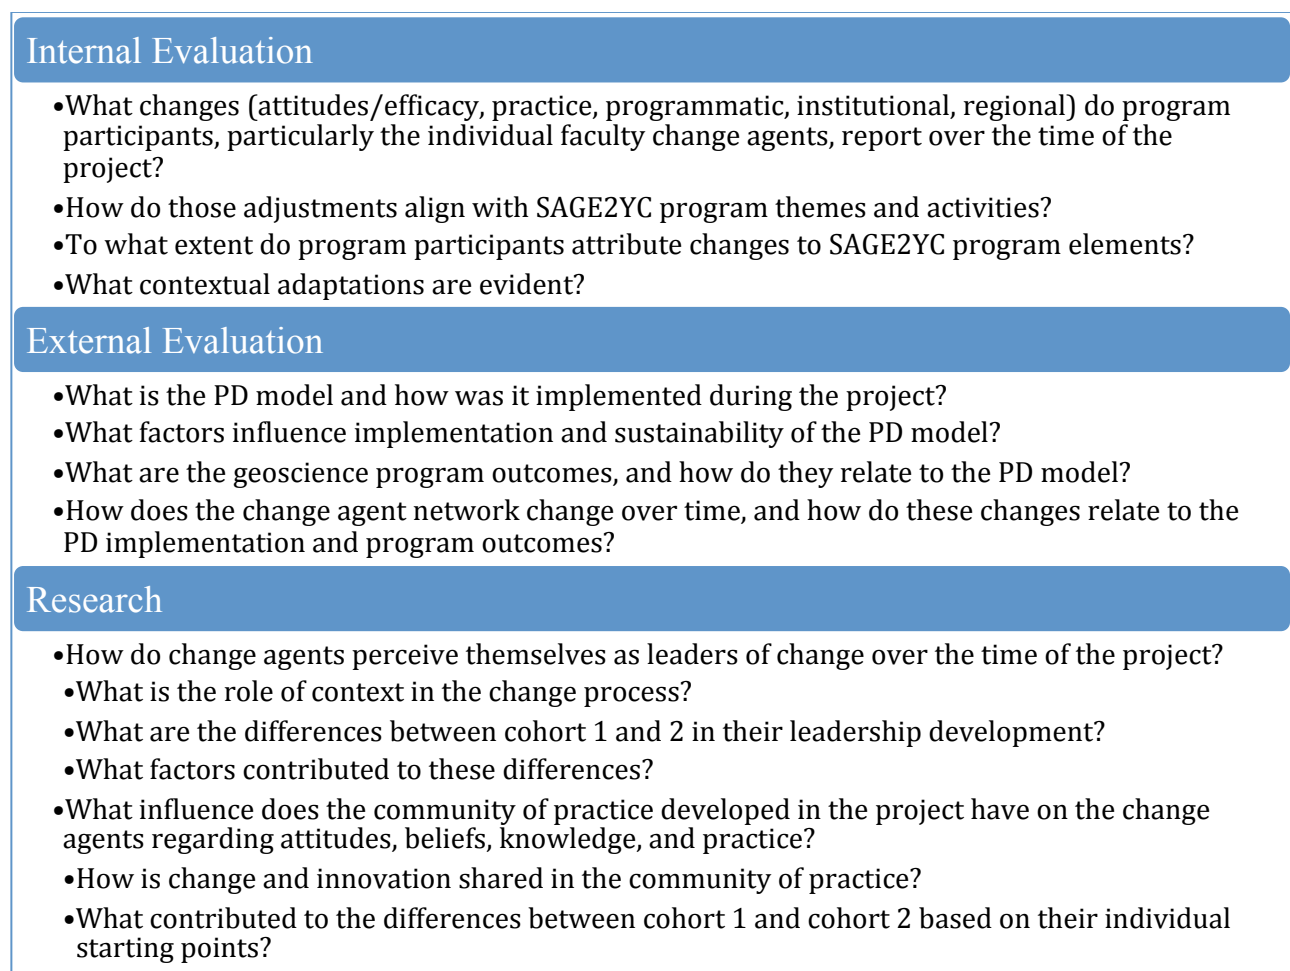 Internal Evaluation
•What changes (attitudes/efficacy, practice, programmatic, institutional, regional) do program
participants, particularly the individual faculty change agents, report over the time of the
project?
•How do those adjustments align with SAGE2YC program themes and activities?
•To what extent do program participants attribute changes to SAGE2YC program elements?
•What contextual adaptations are evident?
External Evaluation
•What is the PD model and how was it implemented during the project?
•What factors influence implementation and sustainability of the PD model?
•What are the geoscience program outcomes, and how do they relate to the PD model?
•How does the change agent network change over time, and how do these changes relate to the
PD implementation and program outcomes?
Research
•How do change agents perceive themselves as leaders of change over the time of the project?
•What is the role of context in the change process?
•What are the differences between cohort 1 and 2 in their leadership development?
•What factors contributed to these differences?
•What influence does the community of practice developed in the project have on the change
agents regarding attitudes, beliefs, knowledge, and practice?
•How is change and innovation shared in the community of practice?
•What contributed to the differences between cohort 1 and cohort 2 based on their individual
starting points?